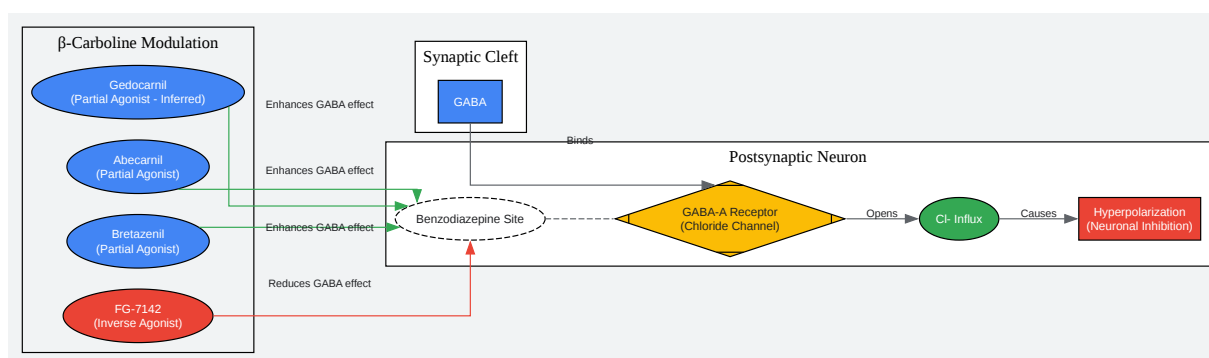 β-Carboline Modulation
Gedocarnil
(Partial Agonist - Inferred)
Abecarnil
(Partial Agonist)
Bretazenil
(Partial Agonist)
FG-7142
(Inverse Agonist)
Enhances GABA effect
Enhances GABA effect
Enhances GABA effect
Reduces GABA effect
Synaptic Cleft
GABA
Binds
Postsynaptic Neuron
Benzodiazepine Site
GABA-A Receptor
(Chloride Channel)
Opens
Cl- Influx
Causes
Hyperpolarization
(Neuronal Inhibition)